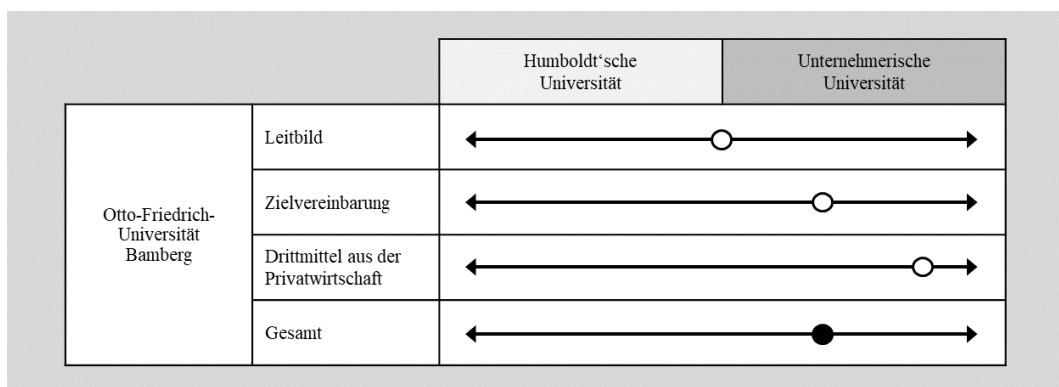 Humboldt‘sche
Universität
Unternehmerische
Universität
Otto-Friedrich-
Universität
Bamberg
Leitbild
Zielvereinbarung
Drittmittel aus der
Privatwirtschaft
Gesamt